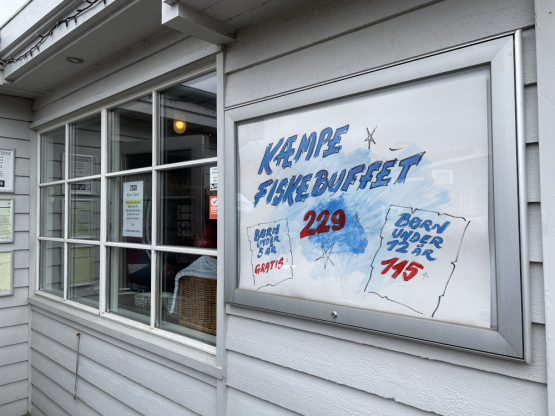 KÆMPE
FISKEBUFFET
229
BØRN
UNDER
5 ÅR
GRATIS
BØRN
UNDER
12 ÅR
115